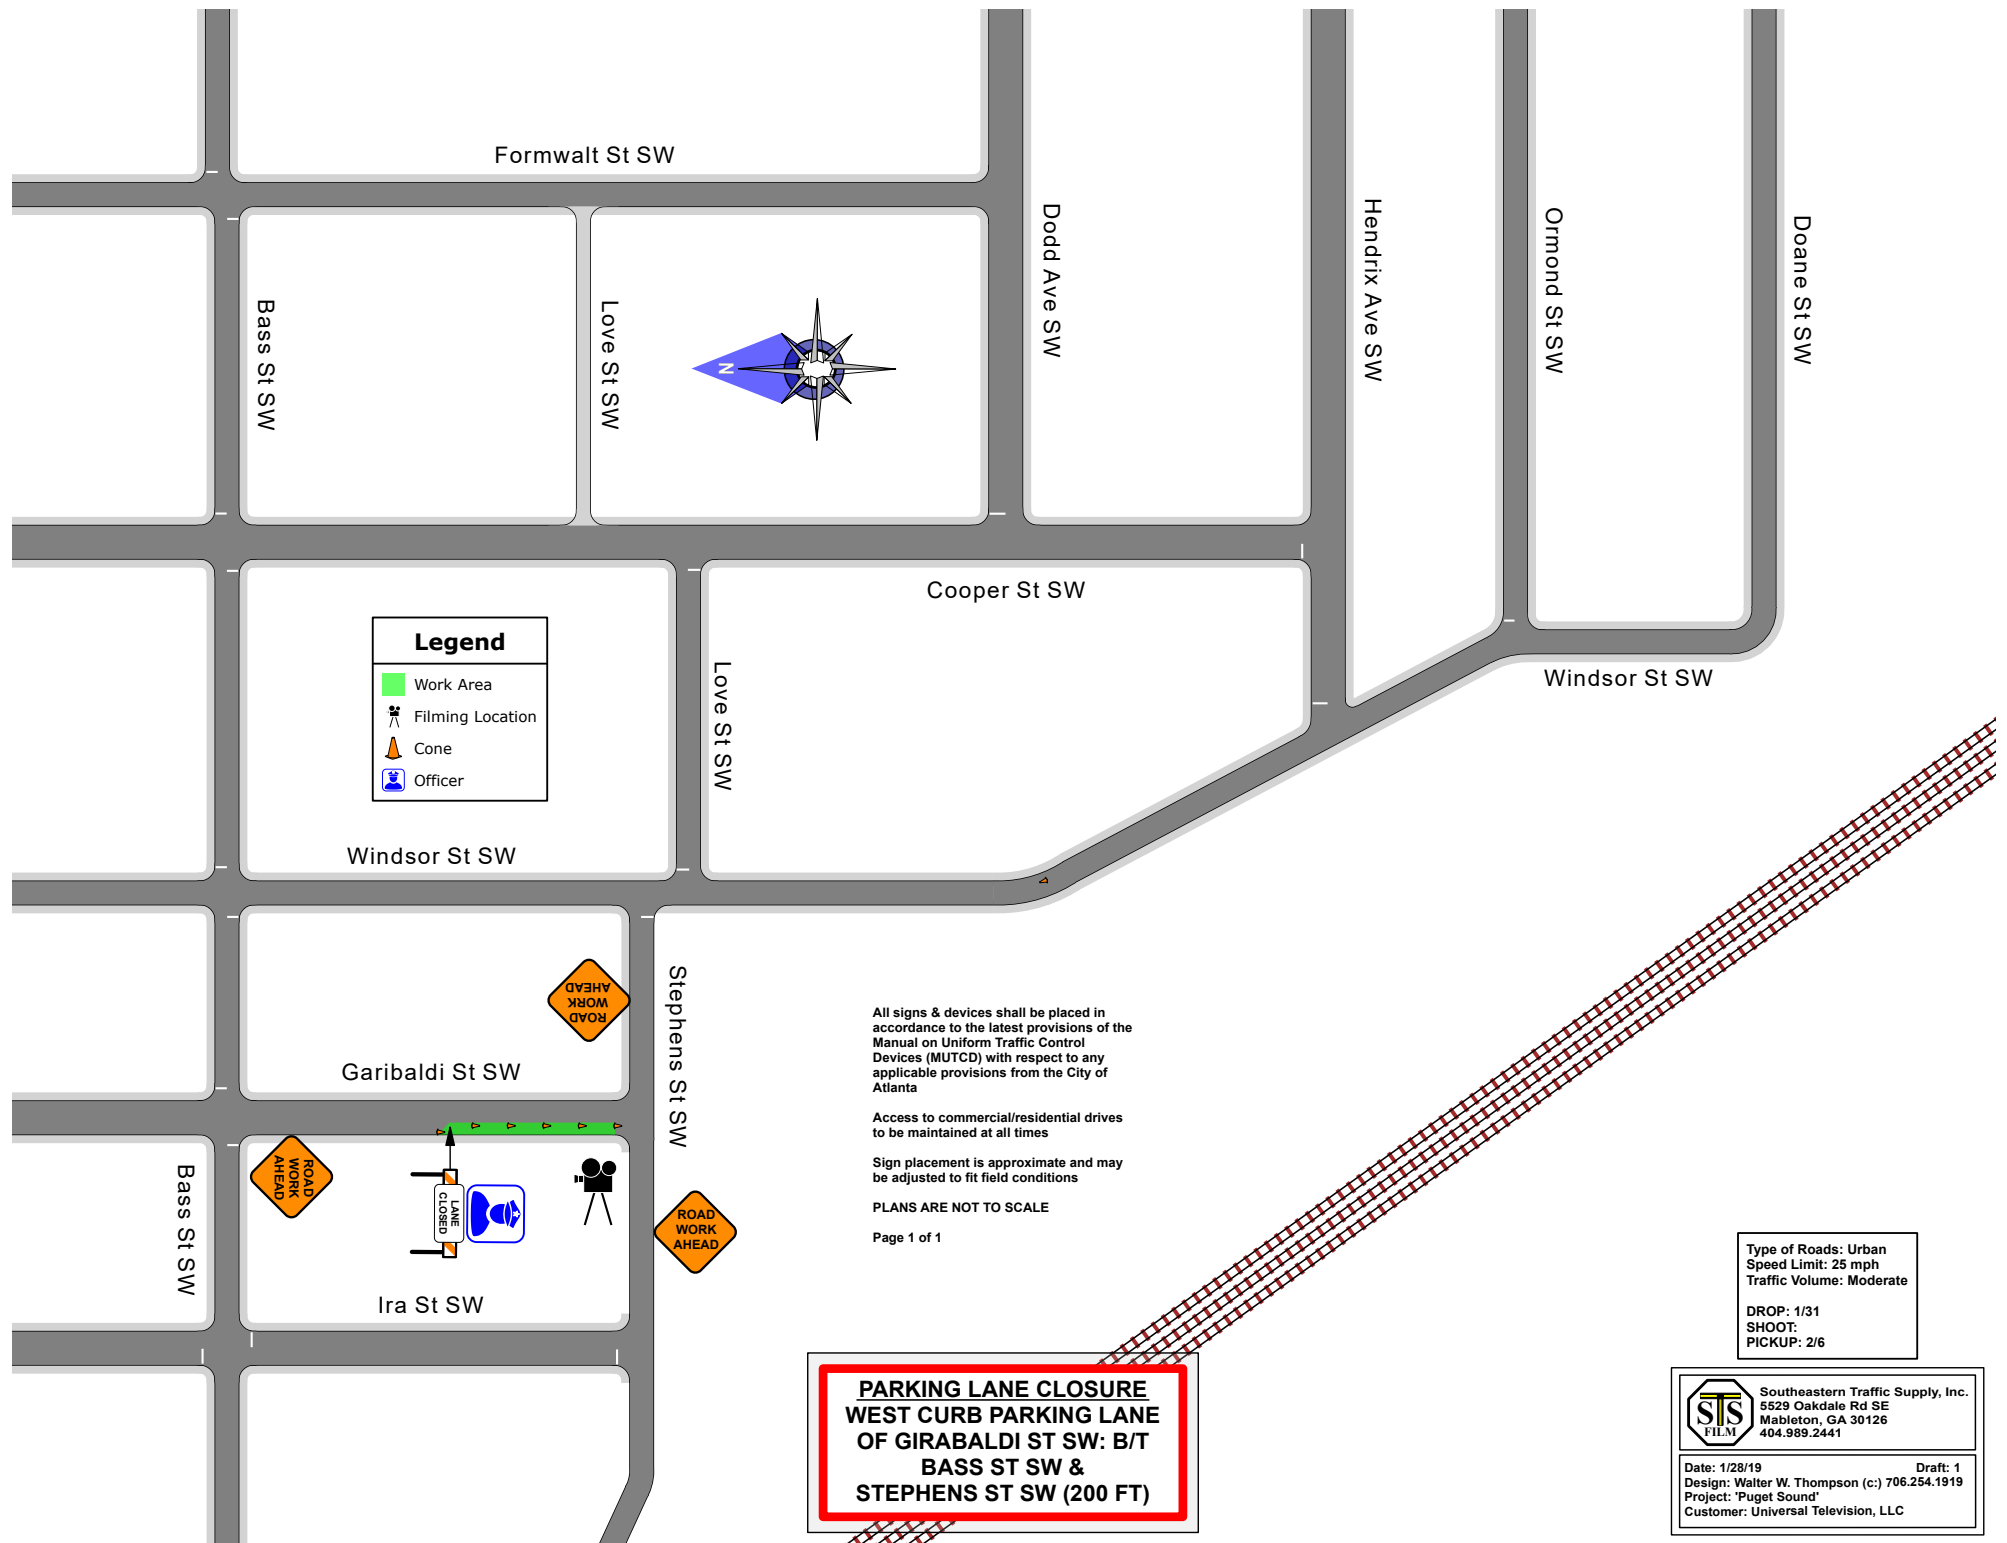 Formwalt St SW
Dodd Ave SW
Hendrix Ave SW
Ormond St SW
Doane St SW
Bass St SW
Love St SW
N
Cooper St SW
Legend
Work Area
Filming Location
Cone
Officer
Love St SW
Windsor St SW
Windsor St SW
ROAD
WORK
AHEAD
Stephens St SW
Garibaldi St SW
ROAD
WORK
AHEAD
Bass St SW
LANE
CLOSED
ROAD
WORK
AHEAD
Ira St SW
All signs & devices shall be placed in
accordance to the latest provisions of the
Manual on Uniform Traffic Control
Devices (MUTCD) with respect to any
applicable provisions from the City of
Atlanta
Access to commercial/residential drives
to be maintained at all times
Sign placement is approximate and may
be adjusted to fit field conditions
PLANS ARE NOT TO SCALE
Page 1 of 1
PARKING LANE CLOSURE
WEST CURB PARKING LANE
OF GIRABALDI ST SW: B/T
BASS ST SW &
STEPHENS ST SW (200 FT)
Type of Roads: Urban
Speed Limit: 25 mph
Traffic Volume: Moderate
DROP: 1/31
SHOOT:
PICKUP: 2/6
STS
FILM
Southeastern Traffic Supply, Inc.
5529 Oakdale Rd SE
Mableton, GA 30126
404.989.2441
Date: 1/28/19 Draft: 1
Design: Walter W. Thompson (c:) 706.254.1919
Project: 'Puget Sound'
Customer: Universal Television, LLC